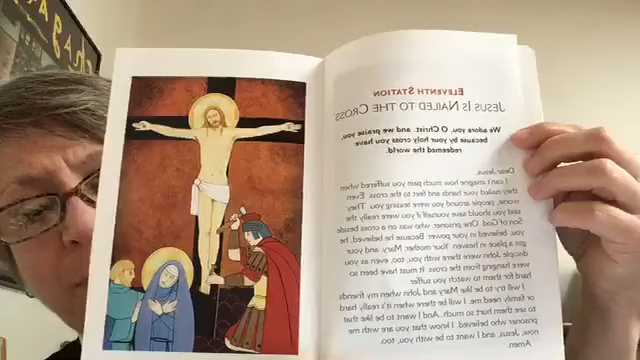 chagall
ELEVENTH STATION
JESUS IS NAILED TO THE CROSS
We adore you, O Christ, and we praise you,
because by your holy cross you have
redeemed the world.
Dear Jesus,
I can't imagine how much pain you suffered when
they nailed your hands and feet to the cross. Even
worse, people around you were teasing you. They
said you should save yourself if you were really the
Son of God. One prisoner who was on a cross beside
you, believed in your power. Because he believed, he
got a place in heaven. Your mother, Mary, and your
disciple John were there with you, too, even as you
were hanging from the cross. It must have been so
hard for them to watch you suffer.
I will try to be like Mary and John when my friends
or family need me. I will be there when it's really hard
to see them hurt so much. And I want to be like that
prisoner who believed. I know that you are with me
now, Jesus, and I want to be with you, too.
Amen.